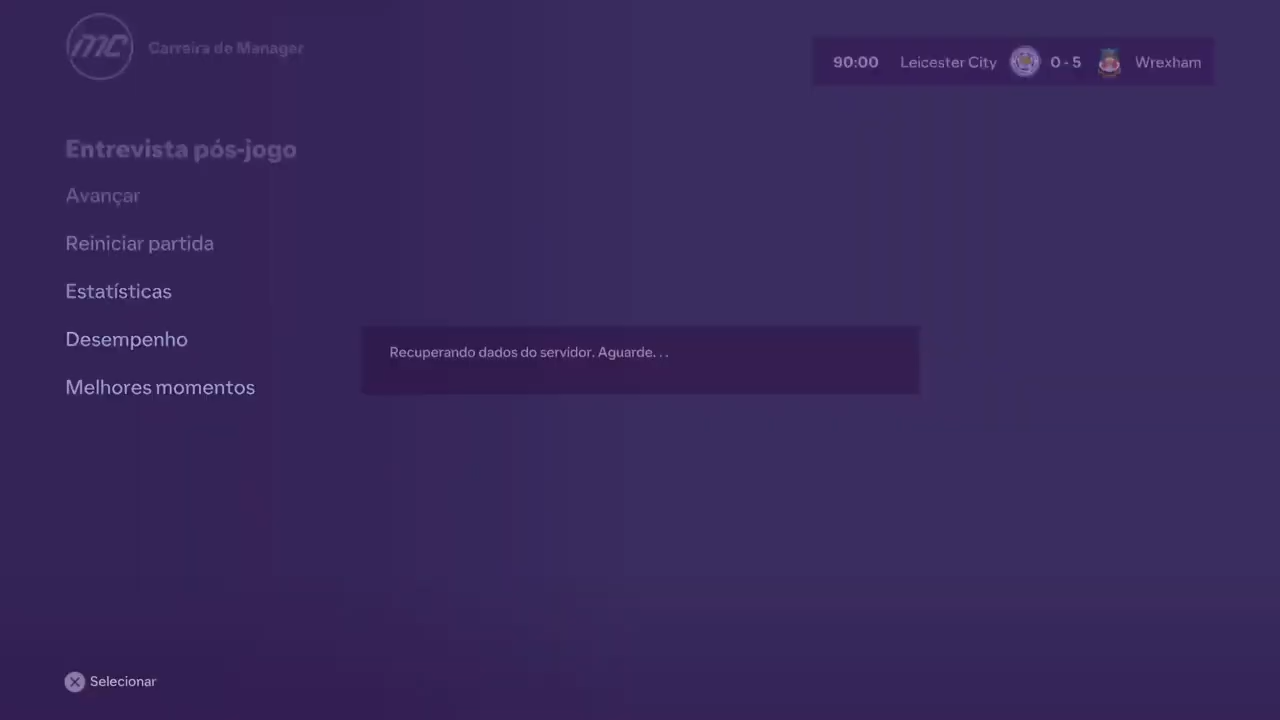 MC Carreira de Manager
90:00 Leicester City 0 - 5 Wrexham
Entrevista pós-jogo
Avançar
Reiniciar partida
Estatísticas
Desempenho
Melhores momentos
Recuperando dados do servidor. Aguarde. . .
Selecionar